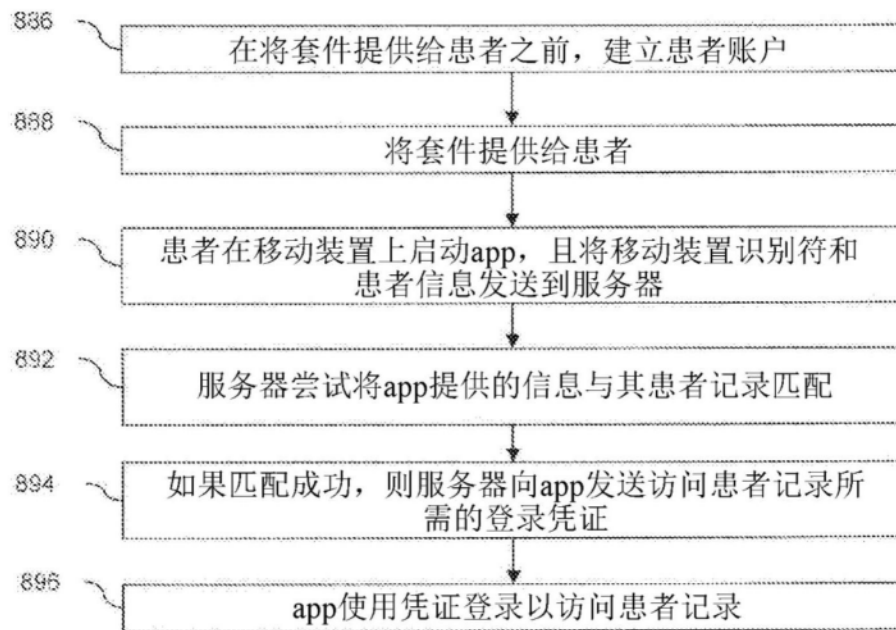 886
在将套件提供给患者之前，建立患者账户
888
将套件提供给患者
890
患者在移动装置上启动app，且将移动装置识别符和
患者信息发送到服务器
892
服务器尝试将app提供的信息与其患者记录匹配
894
如果匹配成功，则服务器向app发送访问患者记录所
需的登录凭证
896
app使用凭证登录以访问患者记录